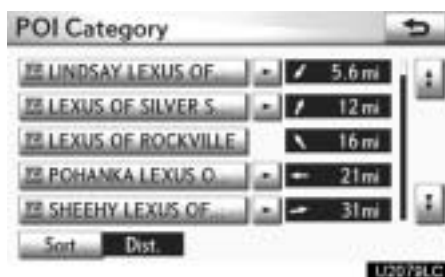 POI Category
LINDSAY LEXUS OF... 5.6 mi
LEXUS OF SILVER S... 12 mi
LEXUS OF ROCKVILLE 16 mi
POHANKA LEXUS O... 21 mi
SHEEHY LEXUS OF... 31 mi
Sort Dist.
U2079LC